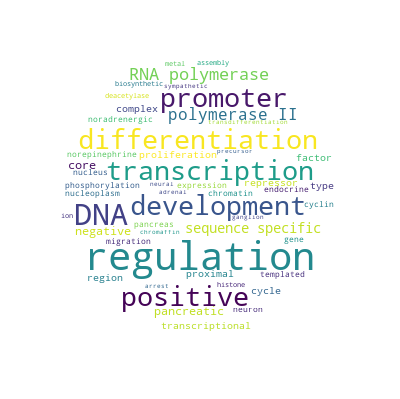 metal assembly
RNA polymerase
biosynthetic sympathetic
deacetylase promoter
complex polymerase II
noradrenergic transdifferentiation
differentiation
norepinephrine proliferation precursor factor
core transcription
nucleus repressor
phosphorylation neural expression endocrine type
nucleoplasm adrenal chromatin
DNA development cyclin
ion ganglion
pancreas sequence specific
negative chromaffin
migration gene
regulation
region proximal templated
histone
arrest
positive cycle
pancreatic neuron
transcriptional